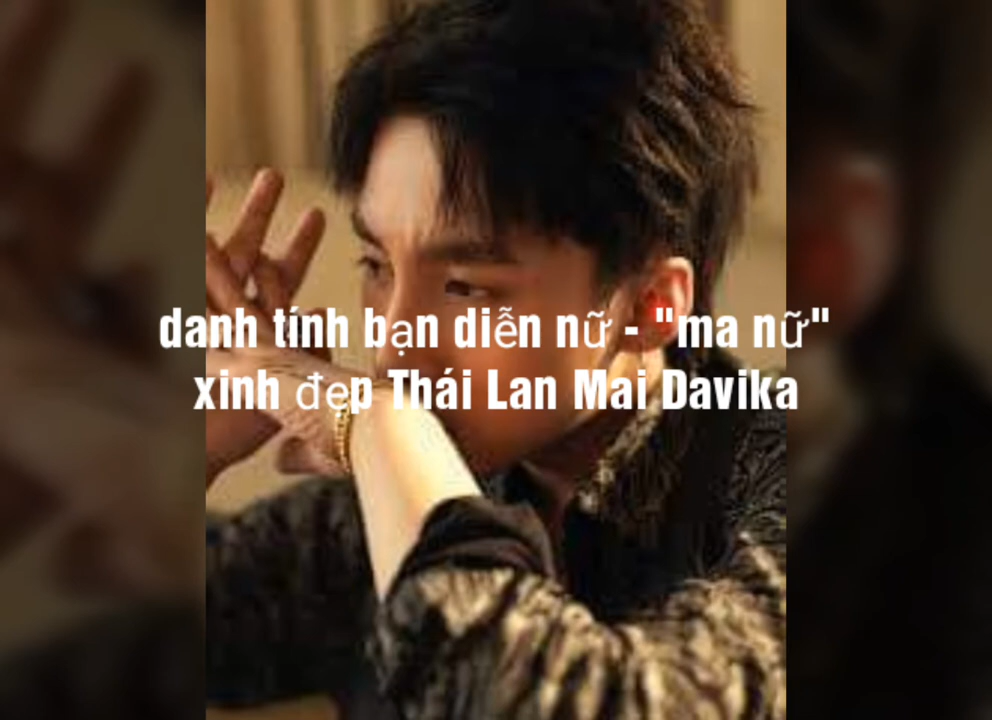 danh tính bạn diễn nữ - "ma nữ"
xinh đẹp Thái Lan Mai Davika